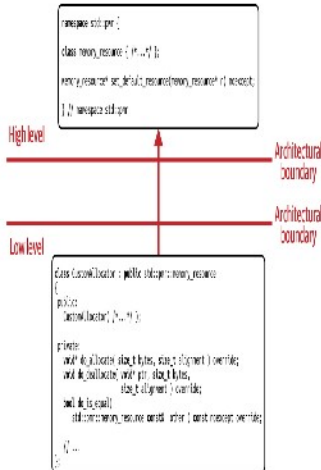 namespace std::pmr {
class memory_resource { /*...*/ };
memory_resource* set_default_resource(memory_resource* r) noexcept;
} // namespace std::pmr
High level
Architectural
boundary
Architectural
boundary
Low level
class CustomAllocator : public std::pmr::memory_resource
{
public:
CustomAllocator( /*...*/ );
private:
void* do_allocate( size_t bytes, size_t alignment ) override;
void do_deallocate( void* ptr, size_t bytes,
size_t alignment ) override;
bool do_is_equal(
std::pmr::memory_resource const& other ) const noexcept override;
// ...
};